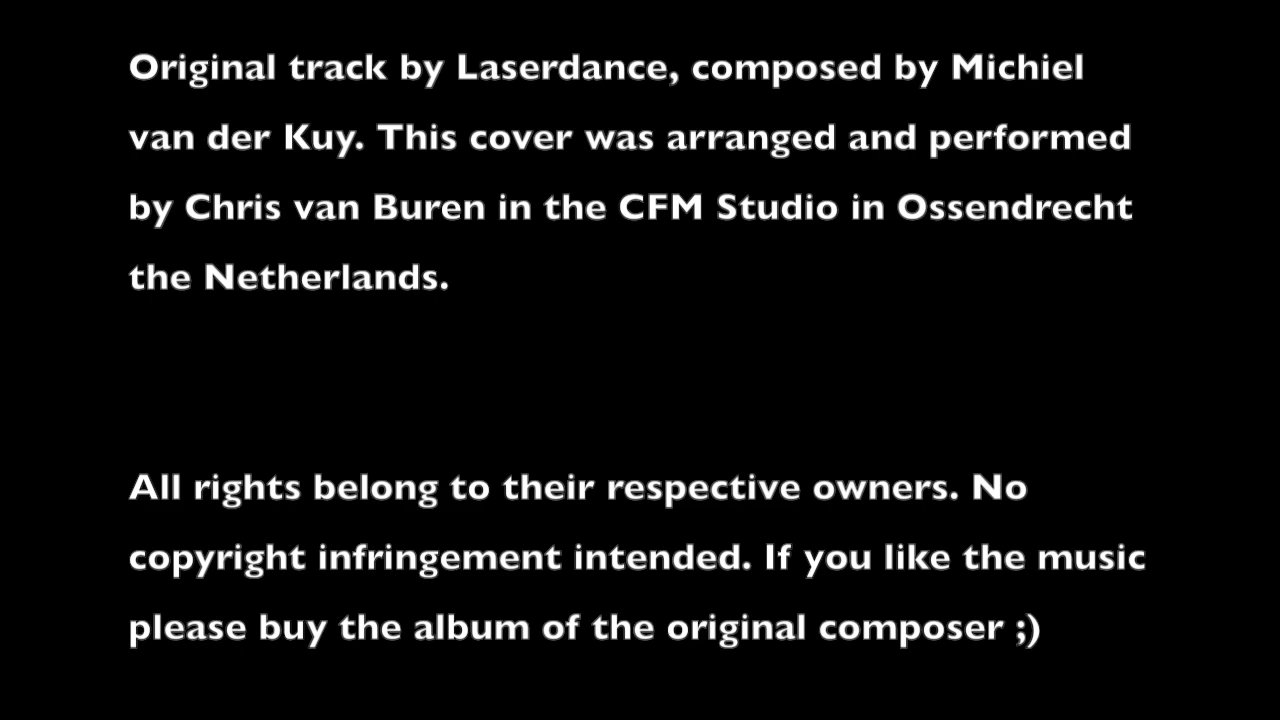 Original track by Laserdance, composed by Michiel
van der Kuy. This cover was arranged and performed
by Chris van Buren in the CFM Studio in Ossendrecht
the Netherlands.
All rights belong to their respective owners. No
copyright infringement intended. If you like the music
please buy the album of the original composer ;)